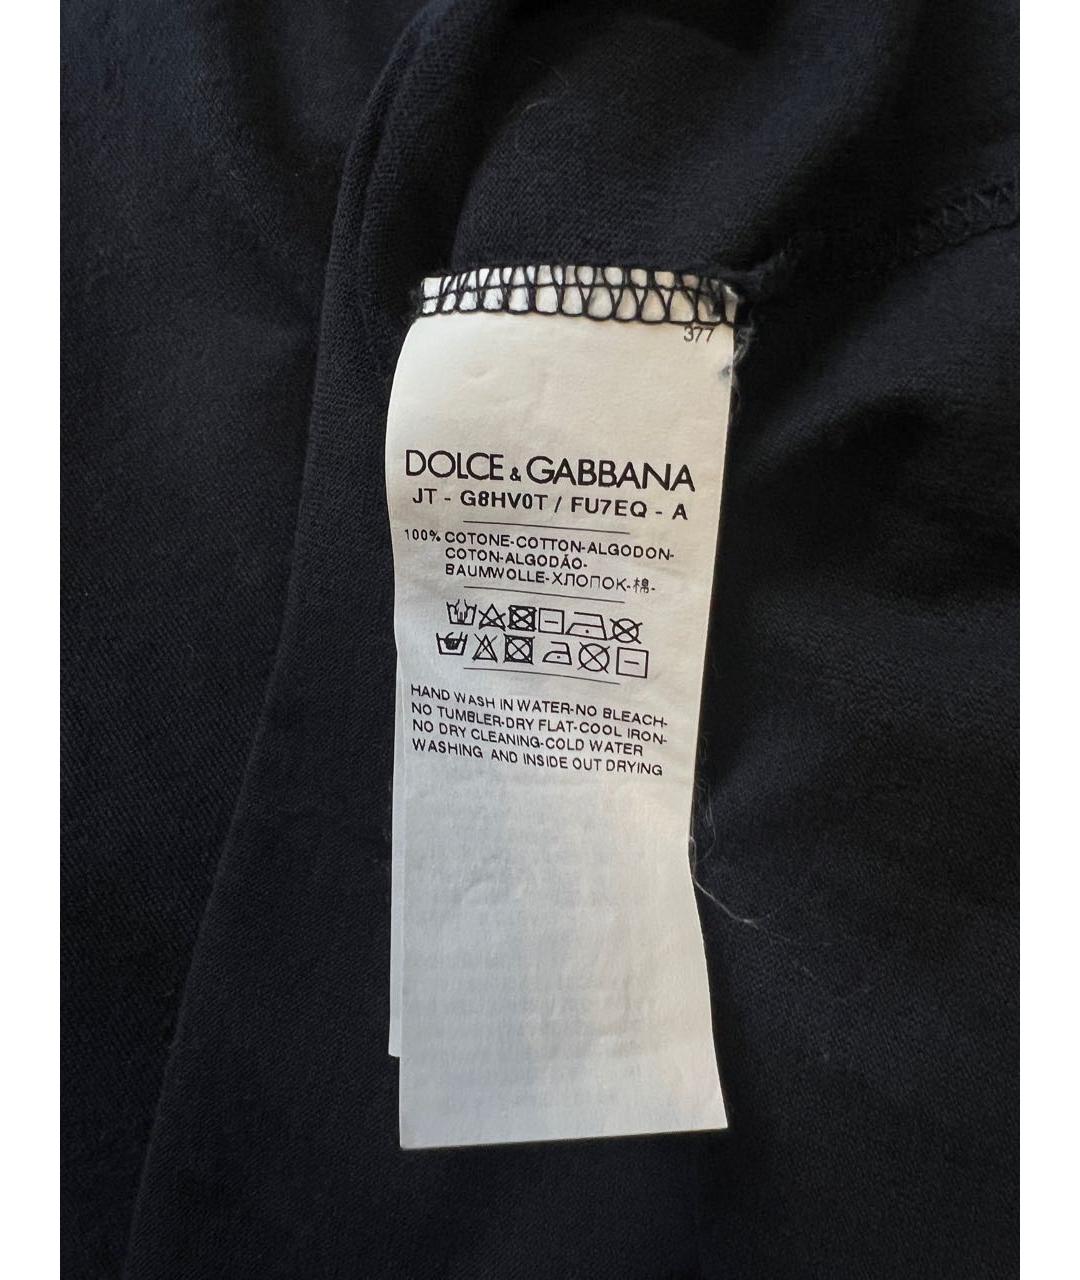 377
DOLCE & GABBANA
JT - G8HV0T / FU7EQ - A
100% COTONE-COTTON-ALGODON-
COTON-ALGODÃO-
BAUMWOLLE-ХЛОПОК-棉-
HAND WASH IN WATER-NO BLEACH-
NO TUMBLER-DRY FLAT-COOL IRON-
NO DRY CLEANING-COLD WATER
WASHING AND INSIDE OUT DRYING